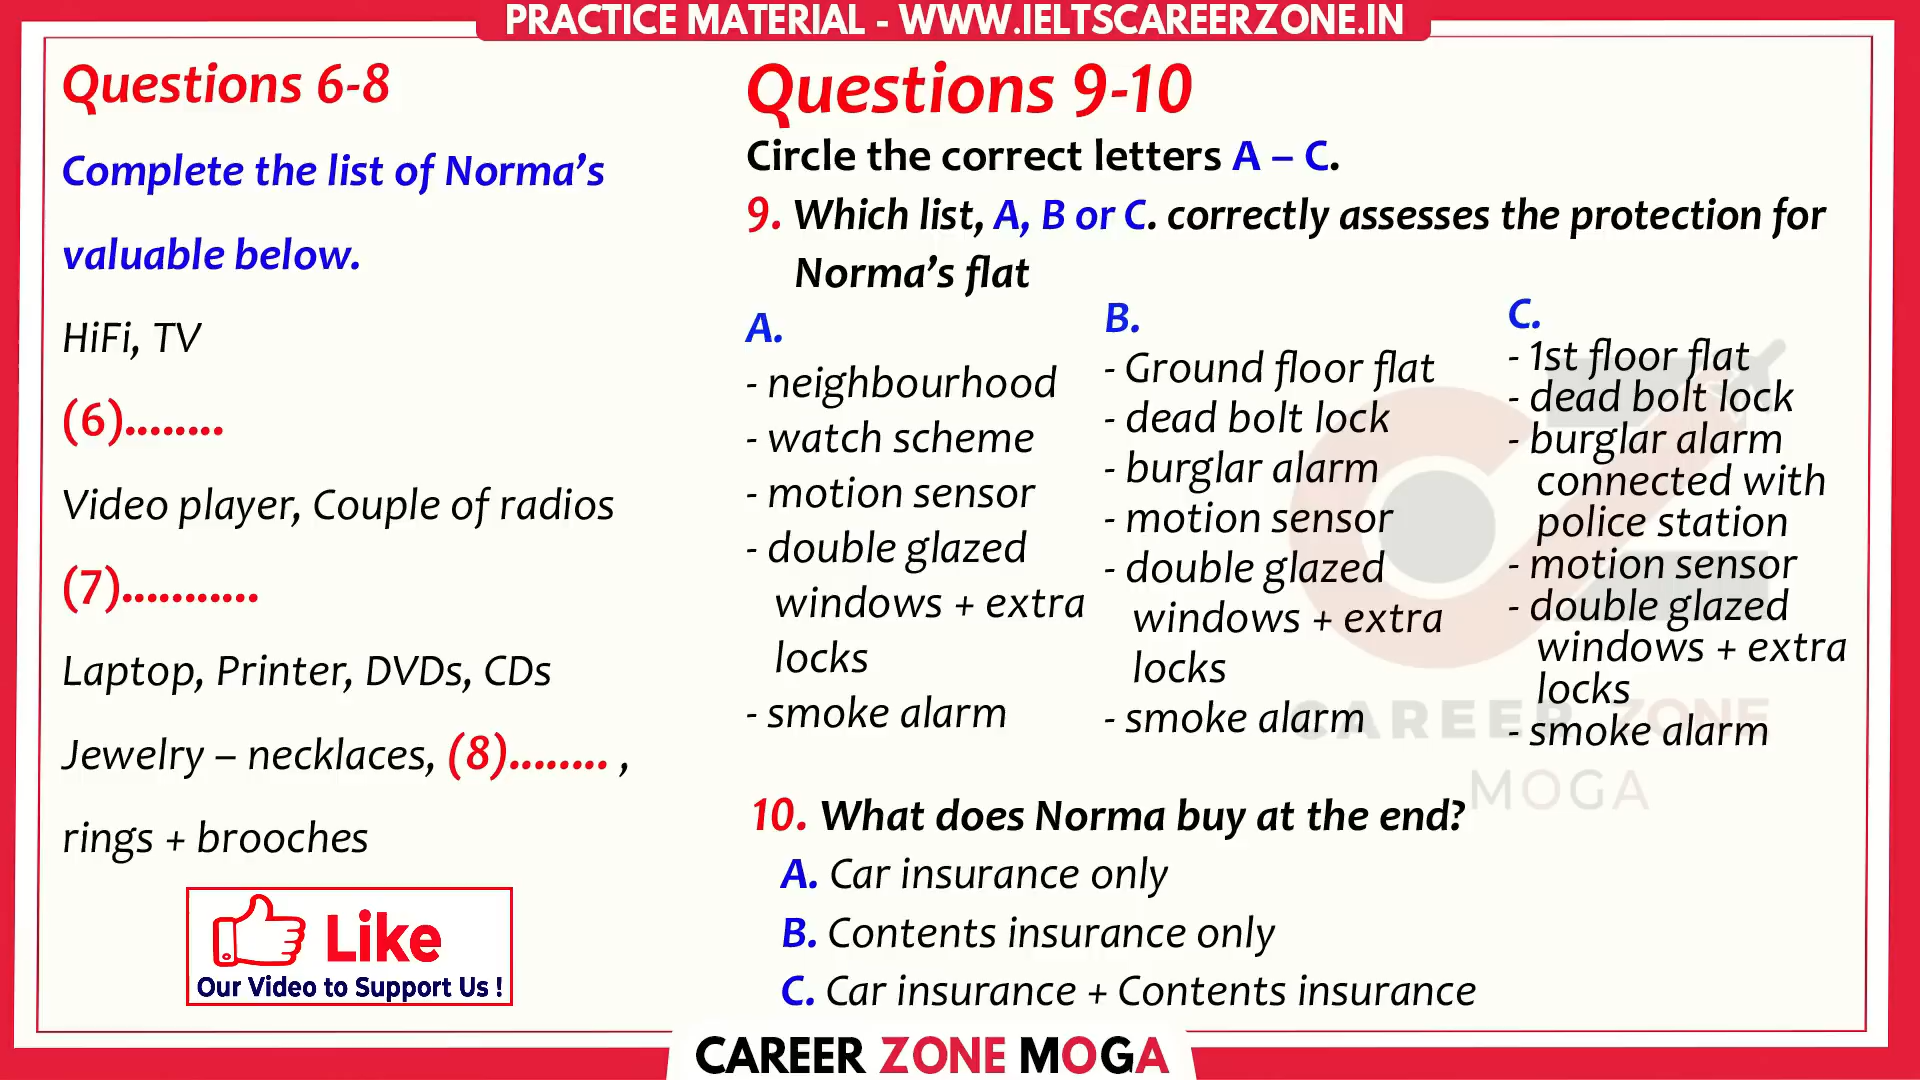 PRACTICE MATERIAL - WWW.IELTSCAREERZONE.IN
Questions 6-8
Complete the list of Norma’s
valuable below.
HiFi, TV
(6)........
Video player, Couple of radios
(7)...........
Laptop, Printer, DVDs, CDs
Jewelry – necklaces, (8)........ ,
rings + brooches
Like
Our Video to Support Us !
Questions 9-10
Circle the correct letters A – C.
9. Which list, A, B or C. correctly assesses the protection for
Norma’s flat
A.
- neighbourhood
- watch scheme
- motion sensor
- double glazed
windows + extra
locks
- smoke alarm
B.
- Ground floor flat
- dead bolt lock
- burglar alarm
- motion sensor
- double glazed
windows + extra
locks
- smoke alarm
C.
- 1st floor flat
- dead bolt lock
- burglar alarm
connected with
police station
- motion sensor
- double glazed
windows + extra
locks
- smoke alarm
CAREER ZONE
MOGA
10. What does Norma buy at the end?
A. Car insurance only
B. Contents insurance only
C. Car insurance + Contents insurance
CAREER ZONE MOGA